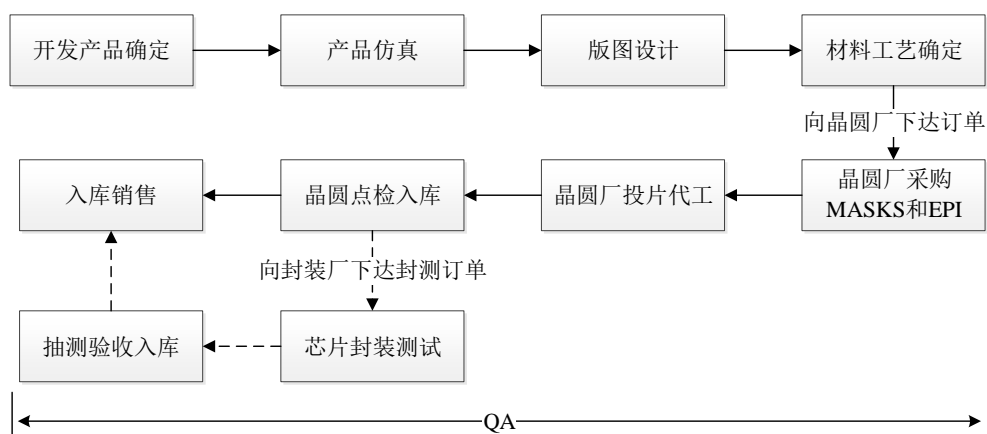 开发产品确定
产品仿真
版图设计
材料工艺确定
向晶圆厂下达订单
入库销售
晶圆点检入库
晶圆厂投片代工
晶圆厂采购
MASKS和EPI
向封装厂下达封测订单
抽测验收入库
芯片封装测试
QA